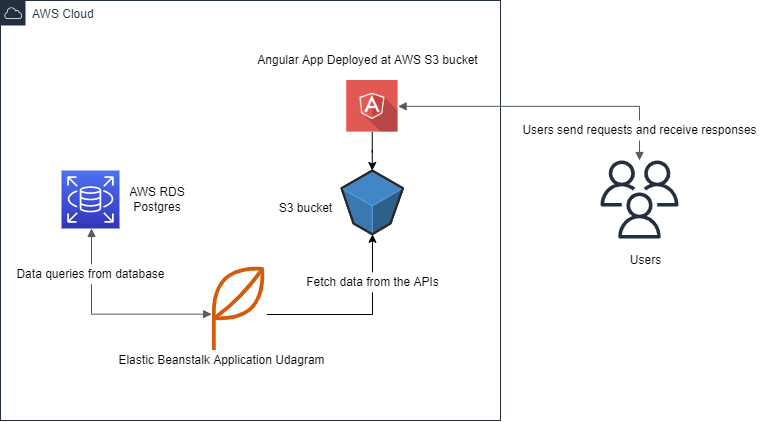 AWS Cloud
Angular App Deployed at AWS S3 bucket
A
Users send requests and receive responses
AWS RDS
Postgres
S3 bucket
Users
Data queries from database
Fetch data from the APIs
Elastic Beanstalk Application Udagram